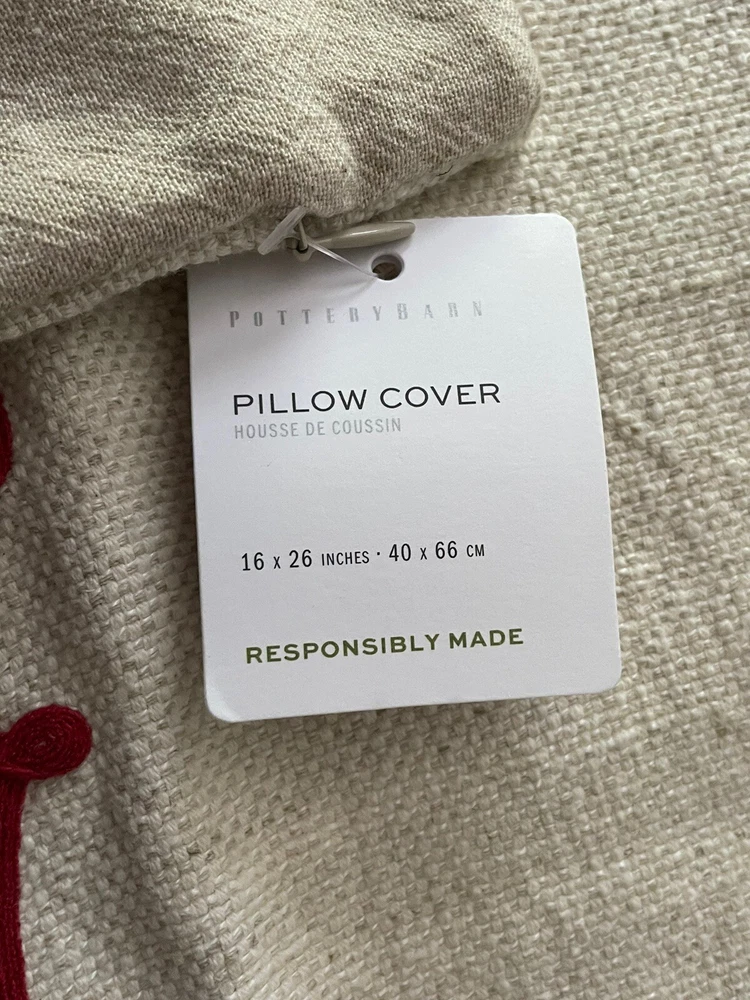 POTTERYBARN
PILLOW COVER
HOUSSE DE COUSSIN
16 x 26 INCHES · 40 x 66 CM
RESPONSIBLY MADE